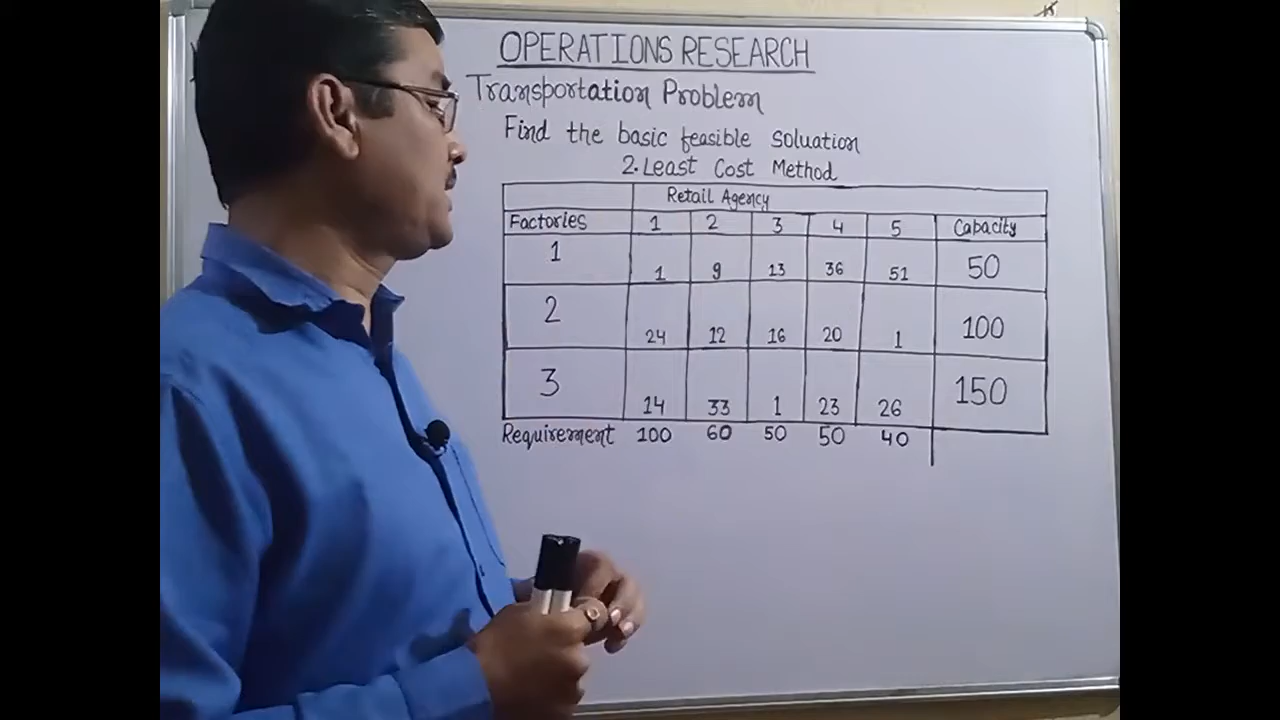 OPERATIONS RESEARCH
Transportation Problem
Find the basic feasible soluation
2. Least Cost Method
Retail Agency
Factories 1 2 3 4 5 Capacity
1 1 9 13 36 51 50
2 24 12 16 20 1 100
3 14 33 1 23 26 150
Requirement 100 60 50 50 40